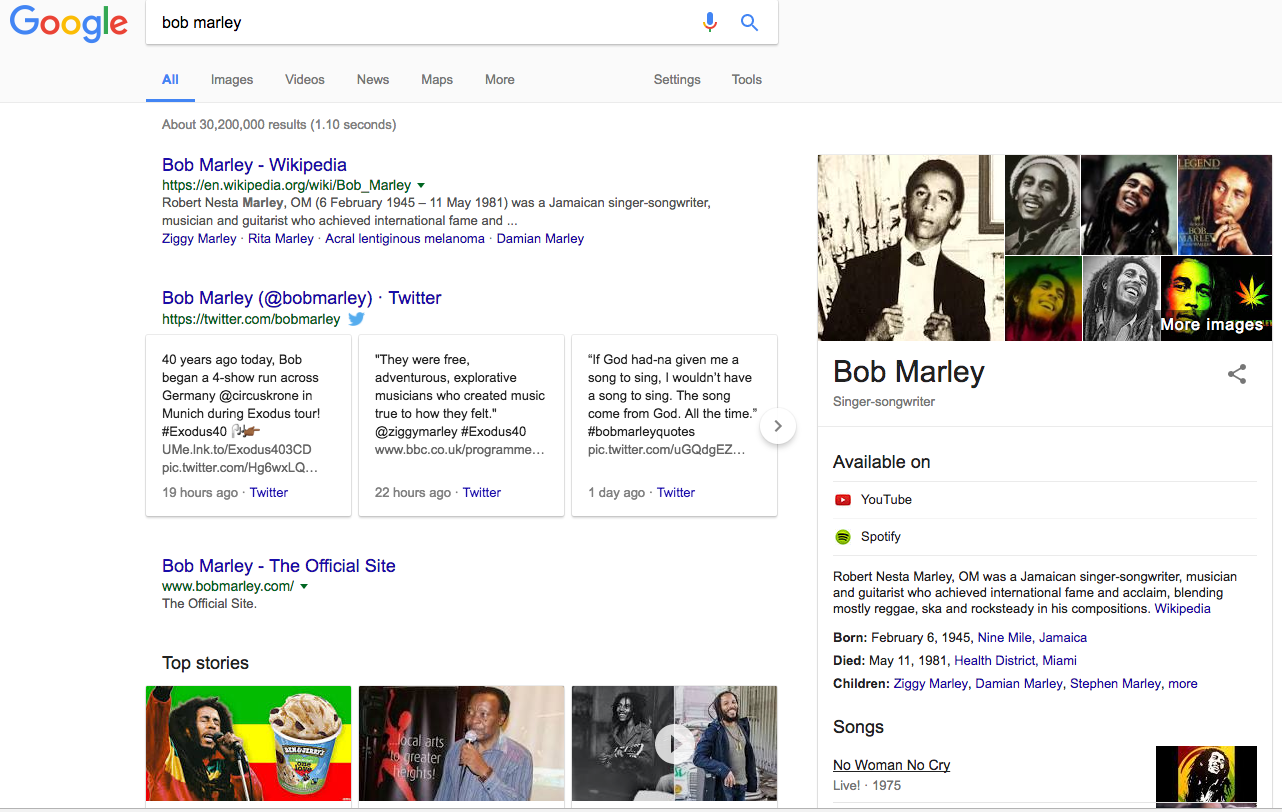 Google
bob marley
All Images Videos News Maps More Settings Tools
About 30,200,000 results (1.10 seconds)
Bob Marley - Wikipedia
https://en.wikipedia.org/wiki/Bob_Marley
Robert Nesta Marley, OM (6 February 1945 – 11 May 1981) was a Jamaican singer-songwriter,
musician and guitarist who achieved international fame and ...
Ziggy Marley · Rita Marley · Acral lentiginous melanoma · Damian Marley
Bob Marley (@bobmarley) · Twitter
https://twitter.com/bobmarley
40 years ago today, Bob
began a 4-show run across
Germany @circuskrone in
Munich during Exodus tour!
#Exodus40
UMe.lnk.to/Exodus403CD
pic.twitter.com/Hg6wxLQ…
19 hours ago · Twitter
"They were free,
adventurous, explorative
musicians who created music
true to how they felt."
@ziggymarley #Exodus40
www.bbc.co.uk/programme…
22 hours ago · Twitter
“If God had-na given me a
song to sing, I wouldn’t have
a song to sing. The song
come from God. All the time.”
#bobmarleyquotes
pic.twitter.com/uGQdgEZ…
1 day ago · Twitter
Bob Marley - The Official Site
www.bobmarley.com/
The Official Site.
Top stories
BEN & JERRY'S
one
love
...local arts
to greater
heights!
LEGEND
BOB
MARLEY
More images
Bob Marley
Singer-songwriter
Available on
YouTube
Spotify
Robert Nesta Marley, OM was a Jamaican singer-songwriter, musician
and guitarist who achieved international fame and acclaim, blending
mostly reggae, ska and rocksteady in his compositions. Wikipedia
Born: February 6, 1945, Nine Mile, Jamaica
Died: May 11, 1981, Health District, Miami
Children: Ziggy Marley, Damian Marley, Stephen Marley, more
Songs
No Woman No Cry
Live! · 1975